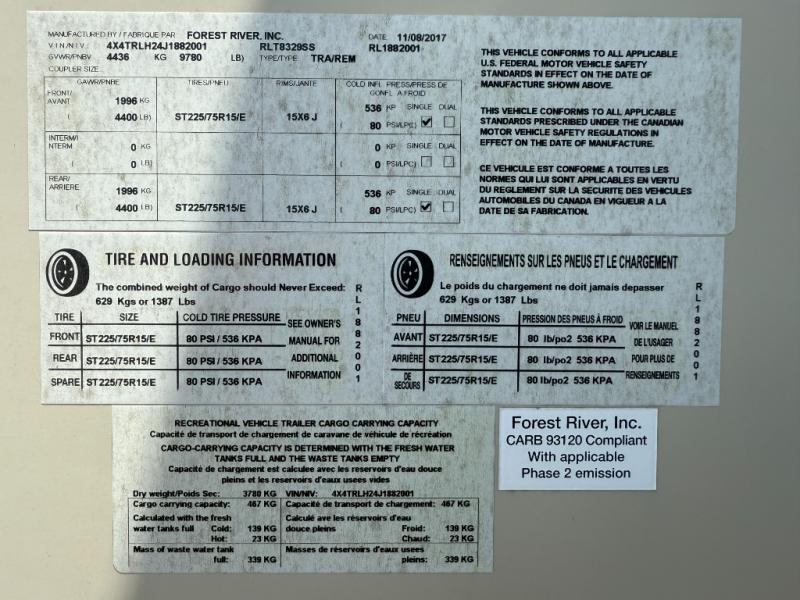 MANUFACTURED BY / FABRIQUE PAR FOREST RIVER, INC. DATE 11/08/2017
V.I.N./N.I.V.: 4X4TRLH24J1882001 RLT8329SS RL1882001
GVWR/PNBV 4436 KG 9780 LB) TYPE/TYPE TRA/REM
COUPLER SIZE
GAWR/PNBE TIRES/PNEU RIMS/JANTE COLD INFL PRESS/PRESS DE
GONFL A FROID
FRONT/
AVANT 1996 KG 536 KP SINGLE DUAL
( 4400 LB) ST225/75R15/E 15X6 J ( 80 PSI/LPC)
INTERM/I
NTERM 0 KG 0 KP SINGLE DUAL
( 0 LB) ( 0 PSI/LPC)
REAR/
ARRIERE 1996 KG 536 KP SINGLE DUAL
( 4400 LB) ST225/75R15/E 15X6 J ( 80 PSI/LPC)
THIS VEHICLE CONFORMS TO ALL APPLICABLE
U.S. FEDERAL MOTOR VEHICLE SAFETY
STANDARDS IN EFFECT ON THE DATE OF
MANUFACTURE SHOWN ABOVE.
THIS VEHICLE CONFORMS TO ALL APPLICABLE
STANDARDS PRESCRIBED UNDER THE CANADIAN
MOTOR VEHICLE SAFETY REGULATIONS IN
EFFECT ON THE DATE OF MANUFACTURE.
CE VEHICULE EST CONFORME A TOUTES LES
NORMES QUI LUI SONT APPLICABLES EN VERTU
DU REGLEMENT SUR LA SECURITE DES VEHICULES
AUTOMOBILES DU CANADA EN VIGUEUR A LA
DATE DE SA FABRICATION.
TIRE AND LOADING INFORMATION
The combined weight of Cargo should Never Exceed:
629 Kgs or 1387 Lbs
TIRE SIZE COLD TIRE PRESSURE SEE OWNER'S
FRONT ST225/75R15/E 80 PSI / 536 KPA MANUAL FOR
REAR ST225/75R15/E 80 PSI / 536 KPA ADDITIONAL
SPARE ST225/75R15/E 80 PSI / 536 KPA INFORMATION
RL1882001
RENSEIGNEMENTS SUR LES PNEUS ET LE CHARGEMENT
Le poids du chargement ne doit jamais depasser
629 Kgs or 1387 Lbs
PNEU DIMENSIONS PRESSION DES PNEUS À FROID VOIR LE MANUEL
AVANT ST225/75R15/E 80 lb/po2 536 KPA DE L'USAGER
ARRIÈRE ST225/75R15/E 80 lb/po2 536 KPA POUR PLUS DE
DE SECOURS ST225/75R15/E 80 lb/po2 536 KPA RENSEIGNEMENTS
RL1882001
RECREATIONAL VEHICLE TRAILER CARGO CARRYING CAPACITY
Capacité de transport de chargement de caravane de véhicule de récréation
CARGO-CARRYING CAPACITY IS DETERMINED WITH THE FRESH WATER
TANKS FULL AND THE WASTE TANKS EMPTY
Capacité de chargement est calculee avec les reservoirs d'eau douce
pleins et les reservoirs d'eaux usees vides
Dry weight/Poids Sec: 3780 KG VIN/NIV: 4X4TRLH24J1882001
Cargo carrying capacity: 467 KG Capacitie de transport de chargement: 467 KG
Calculated with the fresh Calculé ave les réservoirs d'eau
water tanks full Cold: 139 KG douce pleins Froid: 139 KG
Hot: 23 KG Chaud: 23 KG
Mass of waste water tank Masses de réservoirs d'eaux usees
full: 339 KG pleins: 339 KG
Forest River, Inc.
CARB 93120 Compliant
With applicable
Phase 2 emission